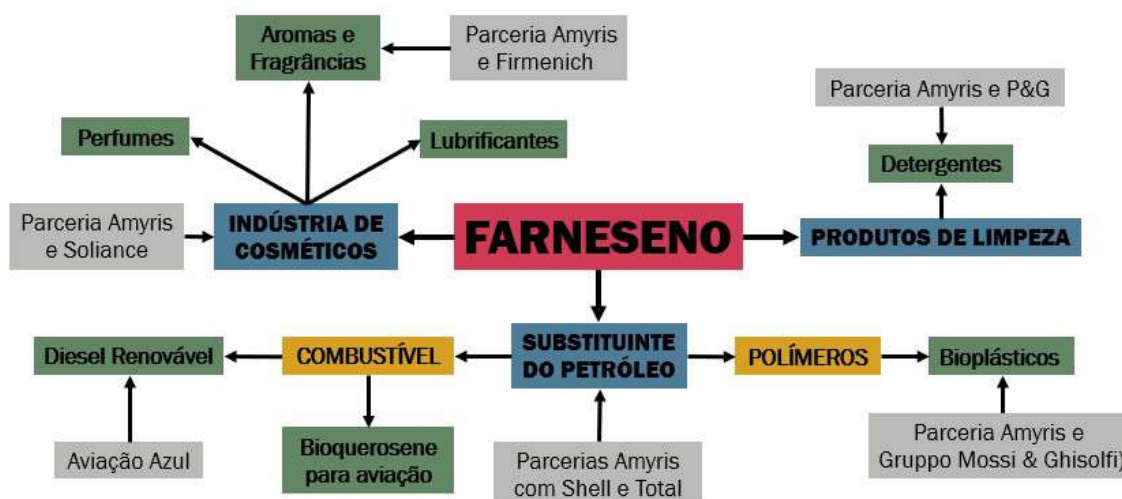 Aromas e
Fragrâncias
Parceria Amyris
e Firmenich
Parceria Amyris e P&G
Perfumes
Lubrificantes
Detergentes
Parceria Amyris
e Soliance
INDÚSTRIA DE
COSMÉTICOS
FARNESENO
PRODUTOS DE LIMPEZA
Diesel Renovável
COMBUSTÍVEL
SUBSTITUINTE
DO PETRÓLEO
POLÍMEROS
Bioplásticos
Aviação Azul
Bioquerosene
para aviação
Parcerias Amyris
com Shell e Total
Parceria Amyris e
Gruppo Mossi & Ghisolfi)